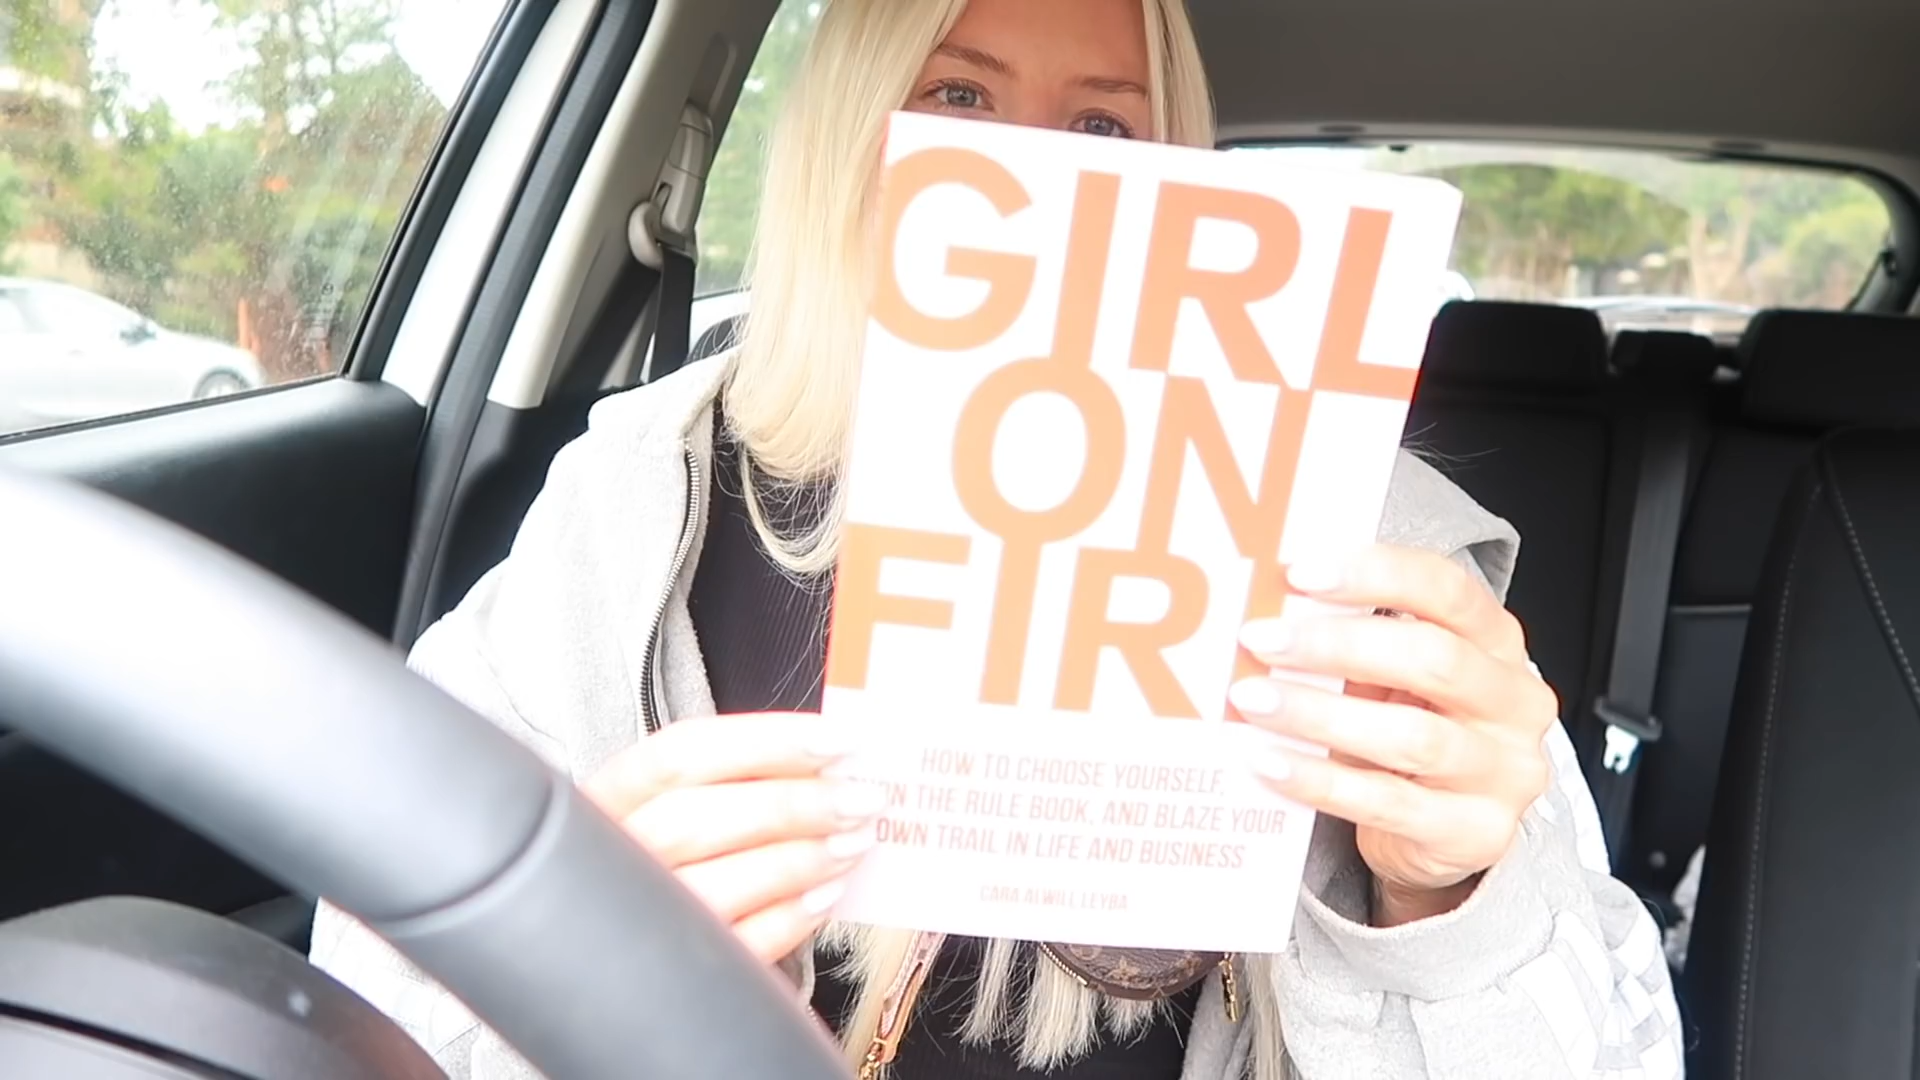 GIRL
ON
FIRE
HOW TO CHOOSE YOURSELF,
THE RULE BOOK, AND BLAZE YOUR
OWN TRAIL IN LIFE AND BUSINESS
CARA ALWILL LEYBA